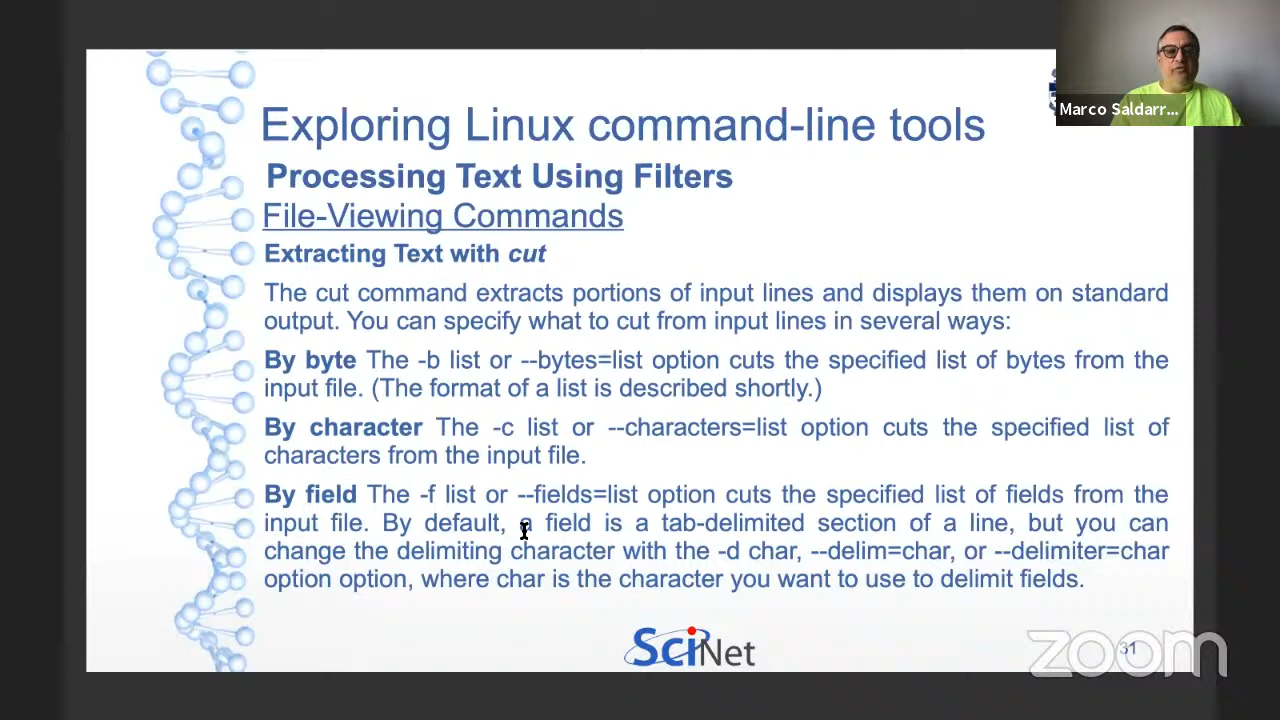 Exploring Linux command-line tools
Processing Text Using Filters
File-Viewing Commands
Extracting Text with cut
The cut command extracts portions of input lines and displays them on standard
output. You can specify what to cut from input lines in several ways:
By byte The -b list or --bytes=list option cuts the specified list of bytes from the
input file. (The format of a list is described shortly.)
By character The -c list or --characters=list option cuts the specified list of
characters from the input file.
By field The -f list or --fields=list option cuts the specified list of fields from the
input file. By default, a field is a tab-delimited section of a line, but you can
change the delimiting character with the -d char, --delim=char, or --delimiter=char
option option, where char is the character you want to use to delimit fields.
SciNet
31
zoom
Marco Saldarr...